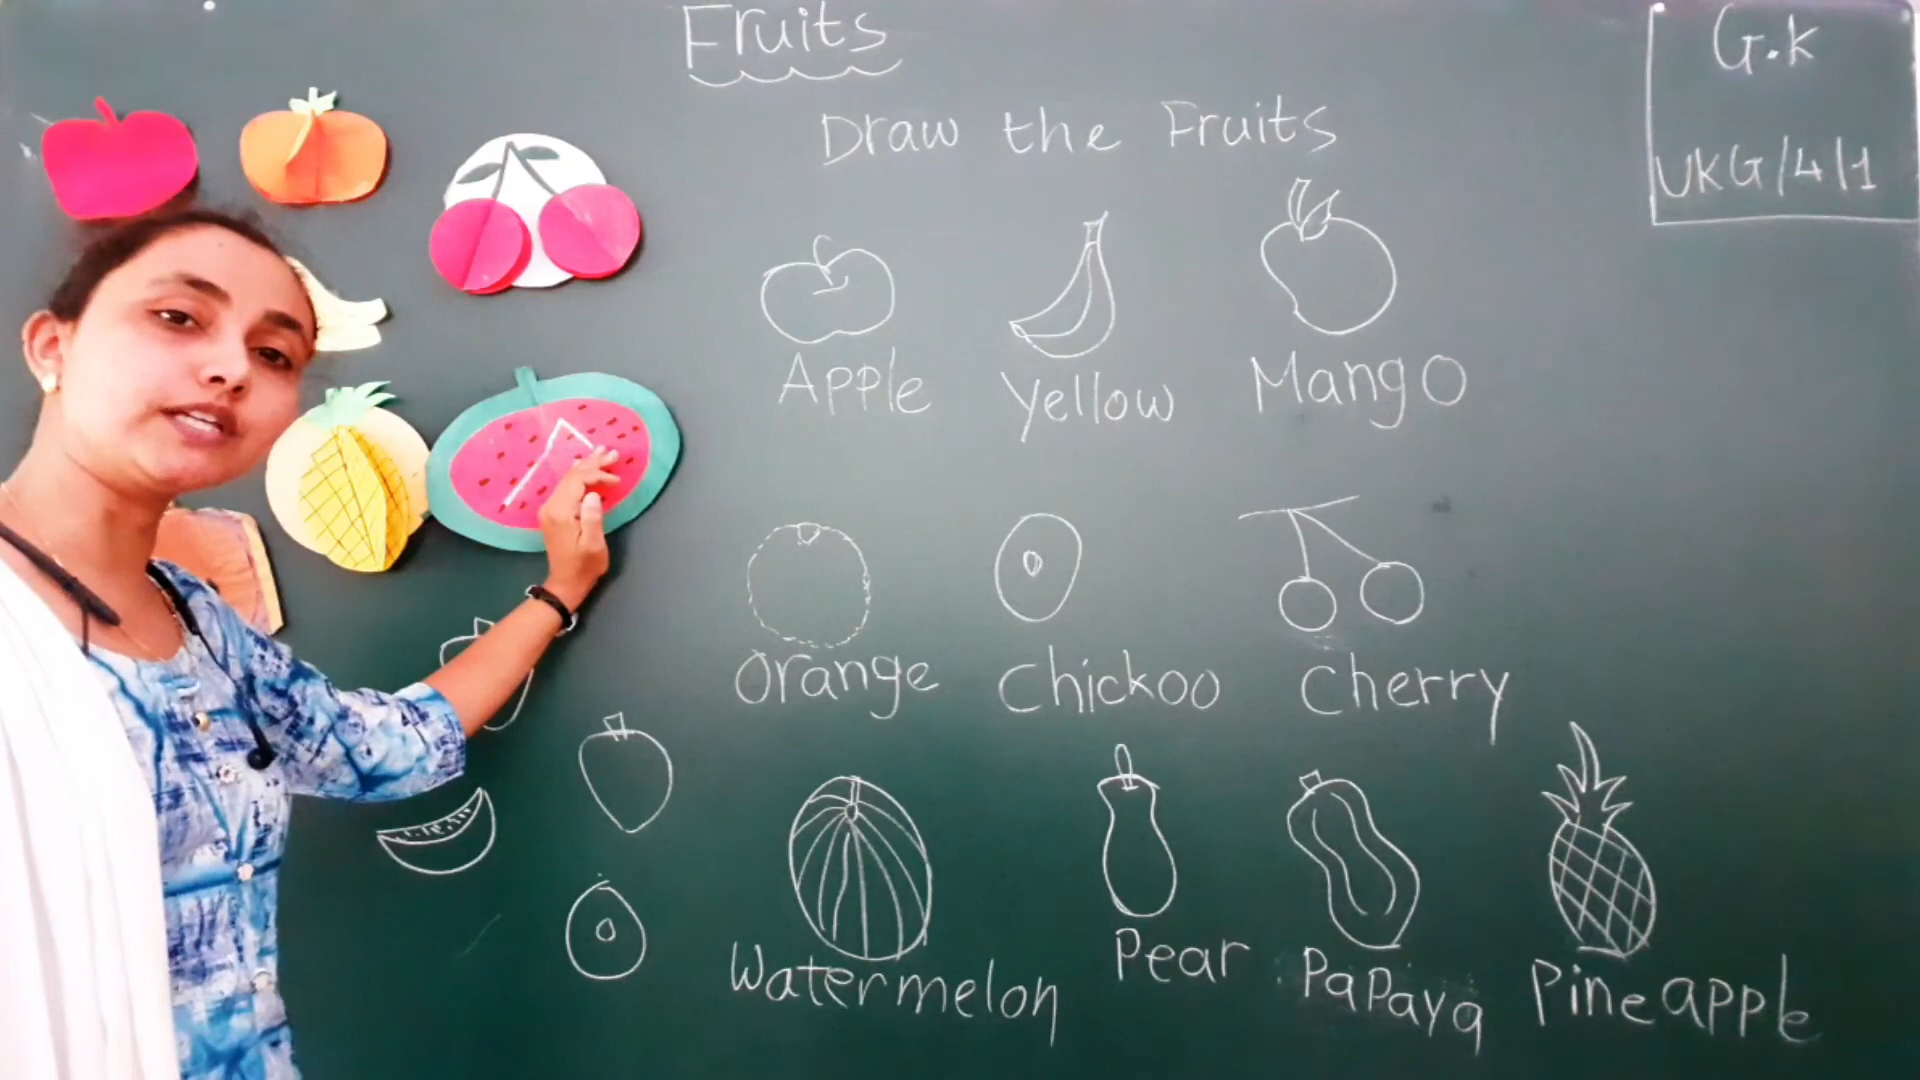 Fruits
G.K
UKG/4/1
Draw the Fruits
Apple Yellow Mango
Orange Chickoo Cherry
Watermelon Pear PaPaya Pineapple